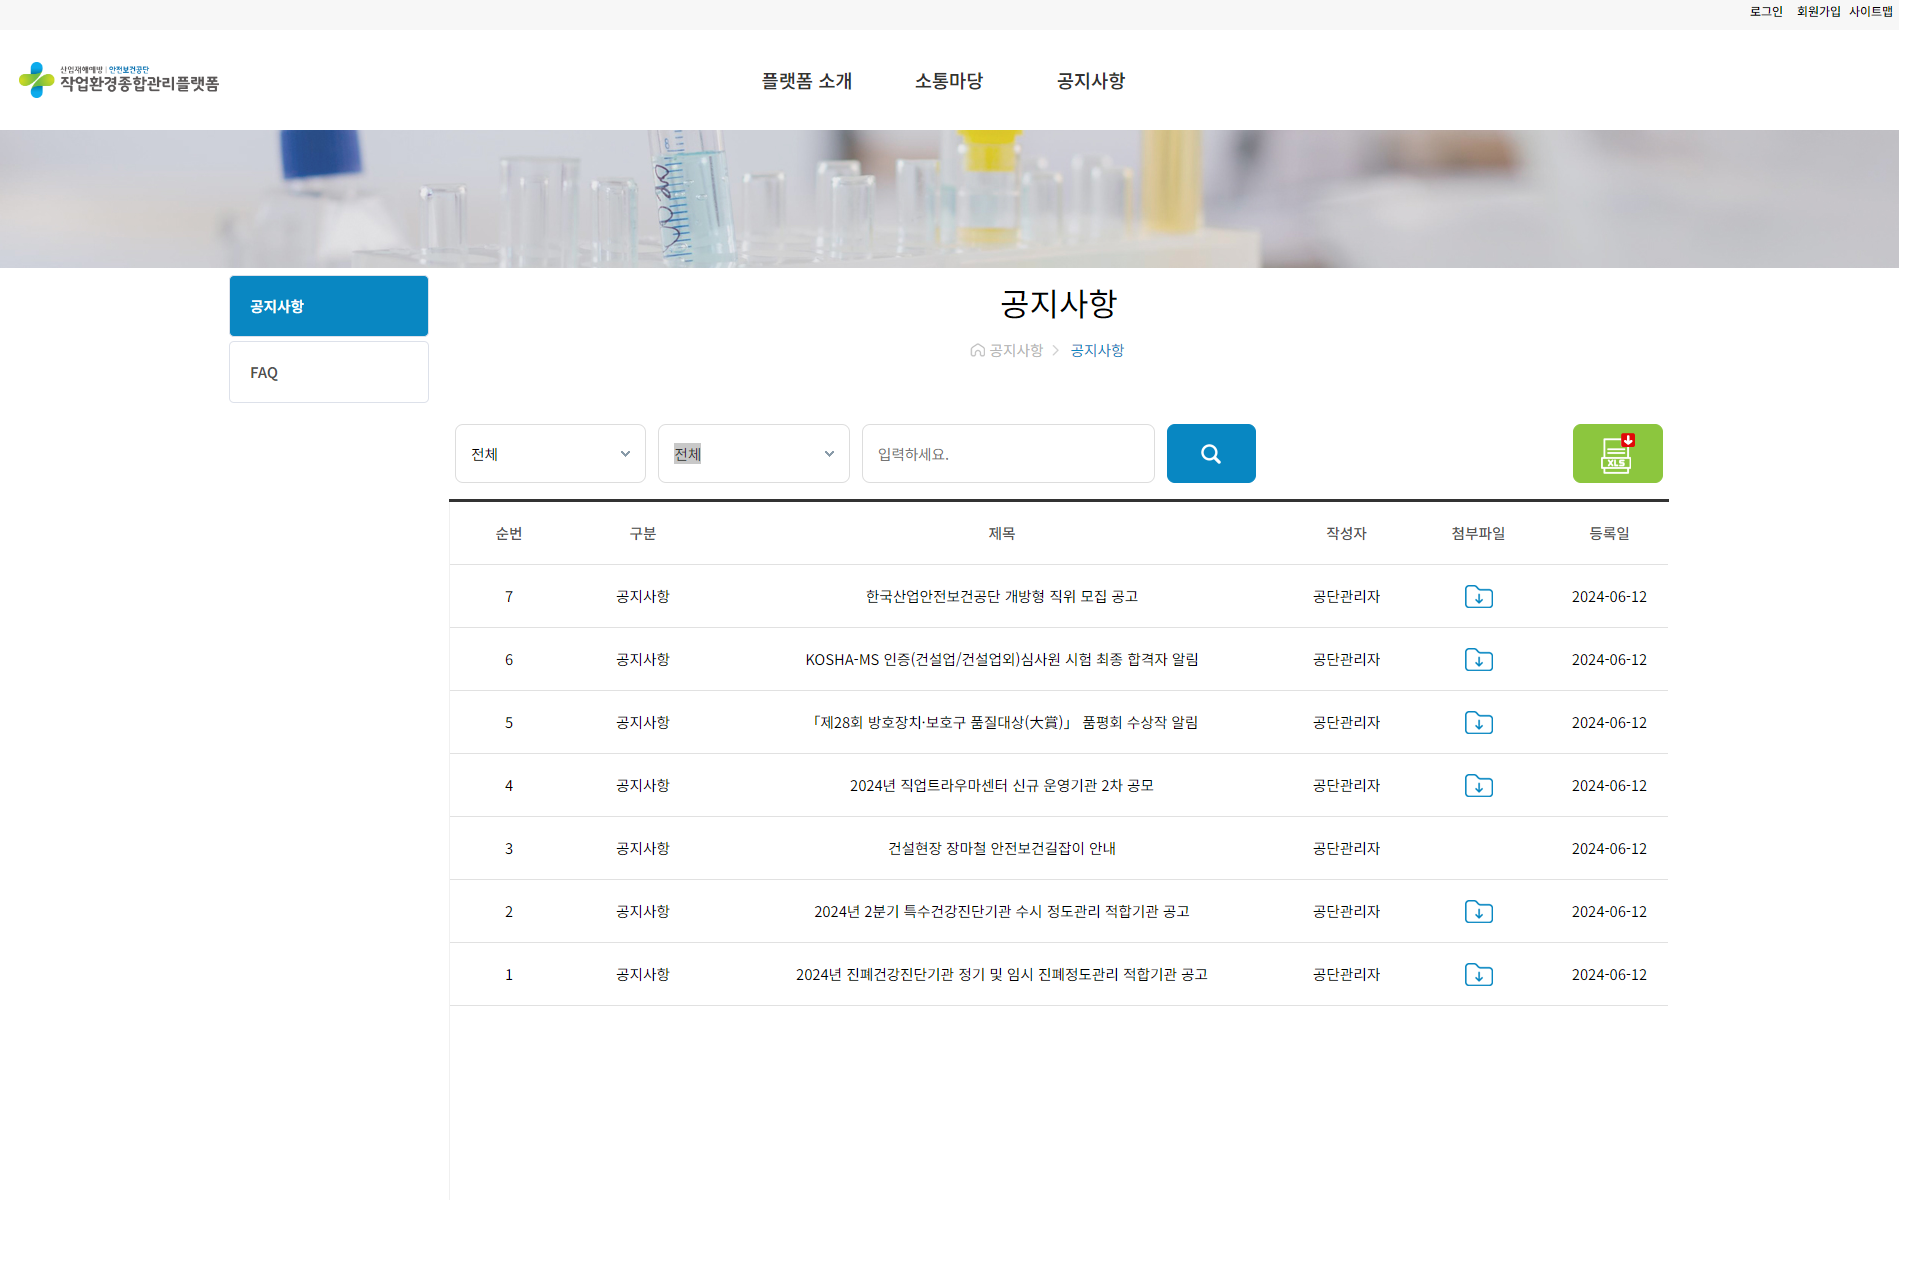 로그인 회원가입 사이트맵
산업재해예방 | 안전보건공단
작업환경종합관리플랫폼
플랫폼 소개 소통마당 공지사항
공지사항
FAQ
공지사항
공지사항 > 공지사항
전체 전체 입력하세요. XLS
순번 구분 제목 작성자 첨부파일 등록일
7 공지사항 한국산업안전보건공단 개방형 직위 모집 공고 공단관리자 2024-06-12
6 공지사항 KOSHA-MS 인증(건설업/건설업외)심사원 시험 최종 합격자 알림 공단관리자 2024-06-12
5 공지사항 「제28회 방호장치·보호구 품질대상(大賞)」 품평회 수상작 알림 공단관리자 2024-06-12
4 공지사항 2024년 직업트라우마센터 신규 운영기관 2차 공모 공단관리자 2024-06-12
3 공지사항 건설현장 장마철 안전보건길잡이 안내 공단관리자 2024-06-12
2 공지사항 2024년 2분기 특수건강진단기관 수시 정도관리 적합기관 공고 공단관리자 2024-06-12
1 공지사항 2024년 진폐건강진단기관 정기 및 임시 진폐정도관리 적합기관 공고 공단관리자 2024-06-12